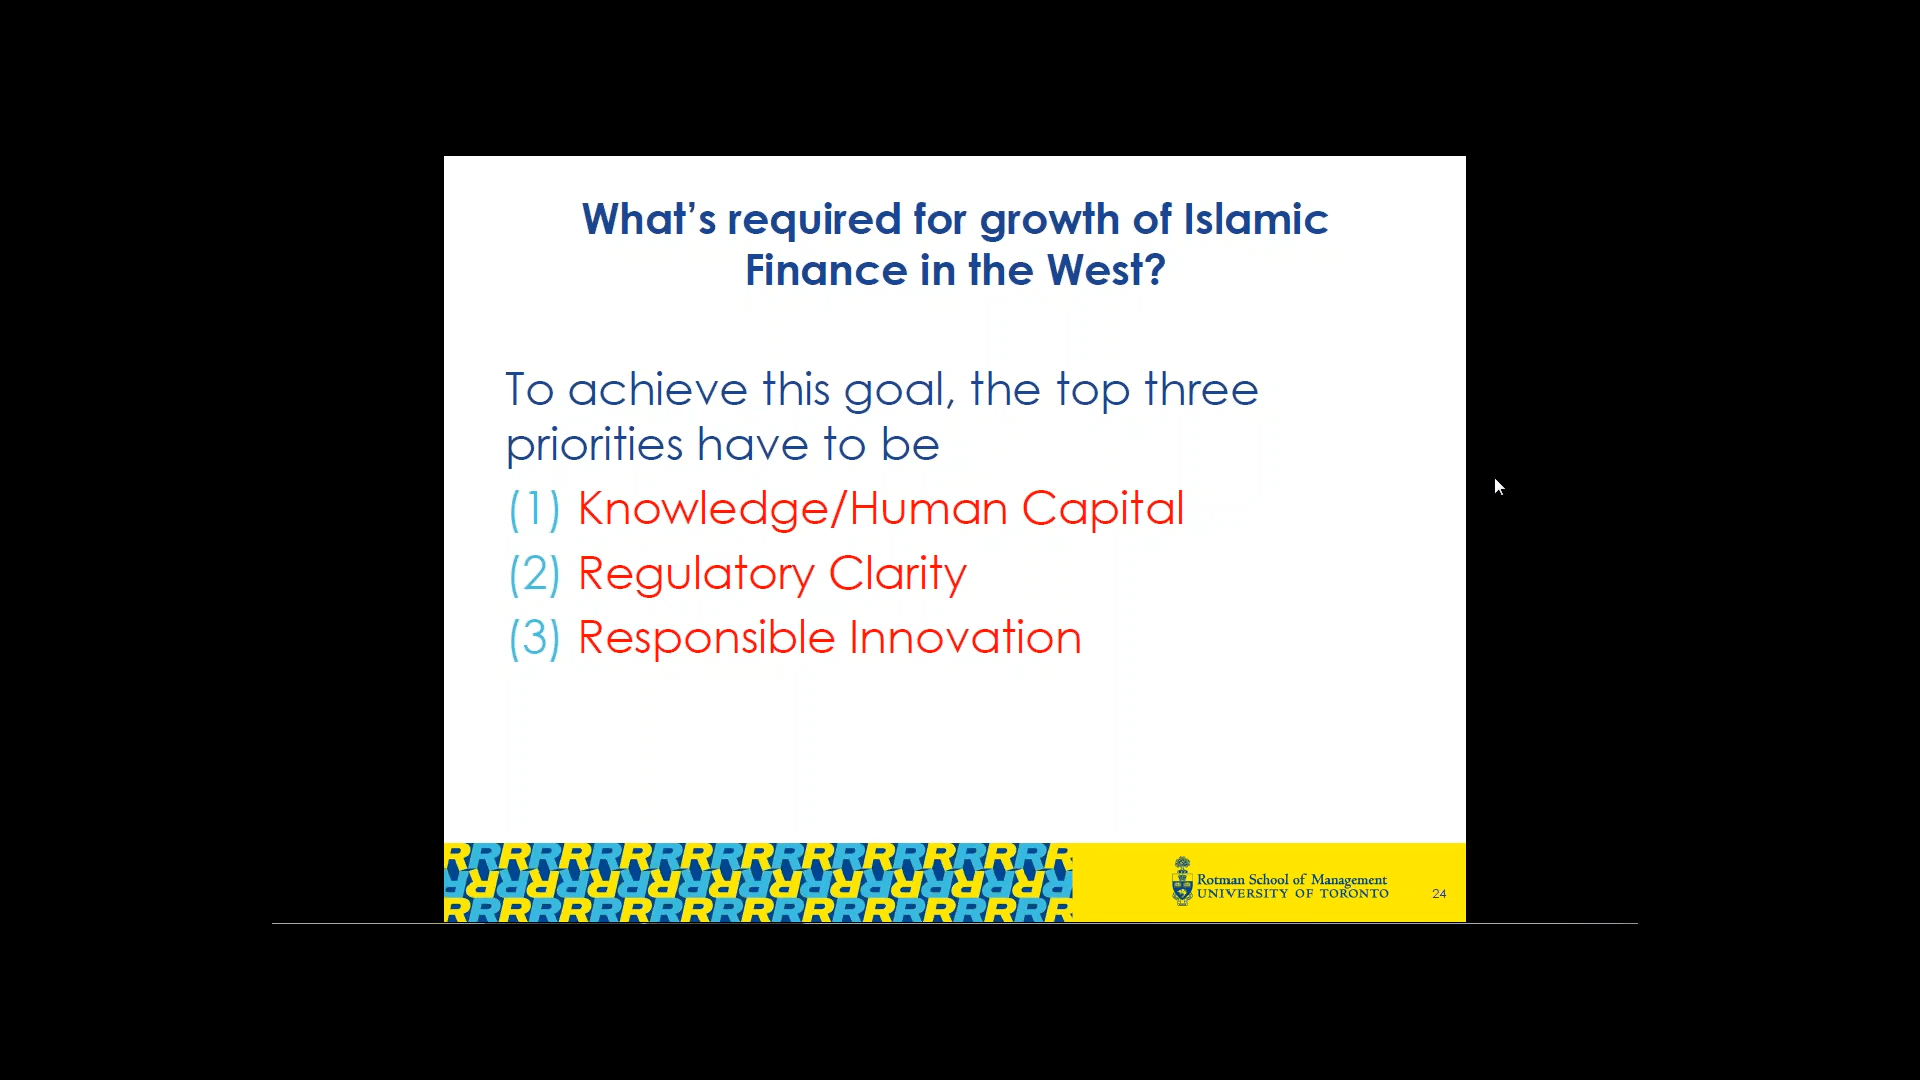 What’s required for growth of Islamic
Finance in the West?
To achieve this goal, the top three
priorities have to be
(1) Knowledge/Human Capital
(2) Regulatory Clarity
(3) Responsible Innovation
Rotman School of Management
UNIVERSITY OF TORONTO
24